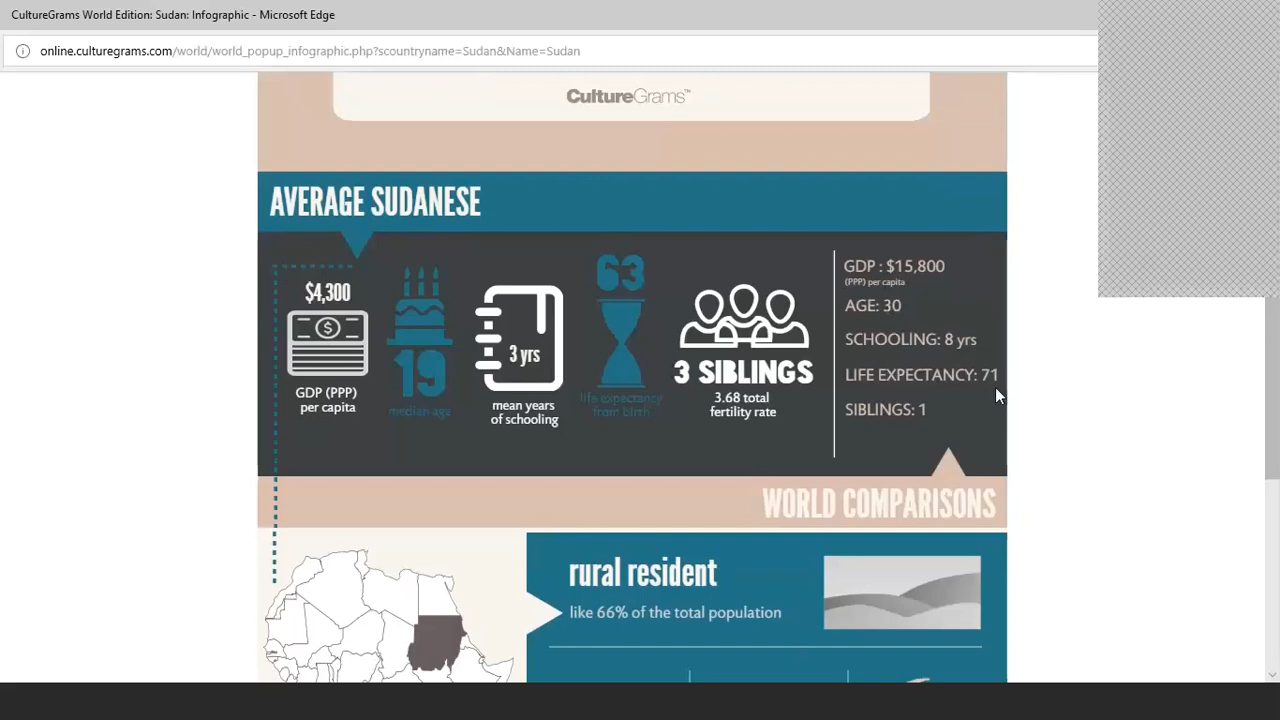 CultureGrams World Edition: Sudan: Infographic - Microsoft Edge
online.culturegrams.com/world/world_popup_infographic.php?scountryname=Sudan&Name=Sudan
CultureGrams™
AVERAGE SUDANESE
$4,300
GDP (PPP)
per capita
19
median age
3 yrs
mean years
of schooling
63
life expectancy
from birth
3 SIBLINGS
3.68 total
fertility rate
GDP : $15,800
(PPP) per capita
AGE: 30
SCHOOLING: 8 yrs
LIFE EXPECTANCY: 71
SIBLINGS: 1
WORLD COMPARISONS
rural resident
like 66% of the total population